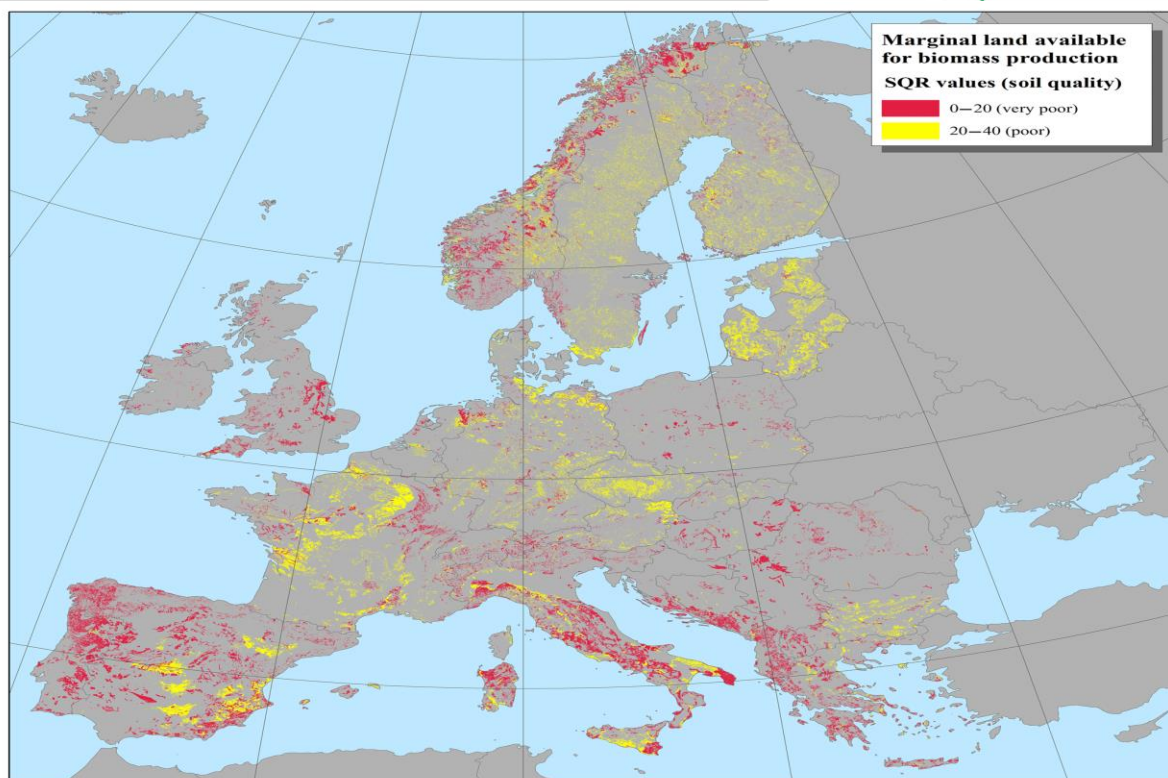 Marginal land available
for biomass production
SQR values (soil quality)
0—20 (very poor)
20—40 (poor)